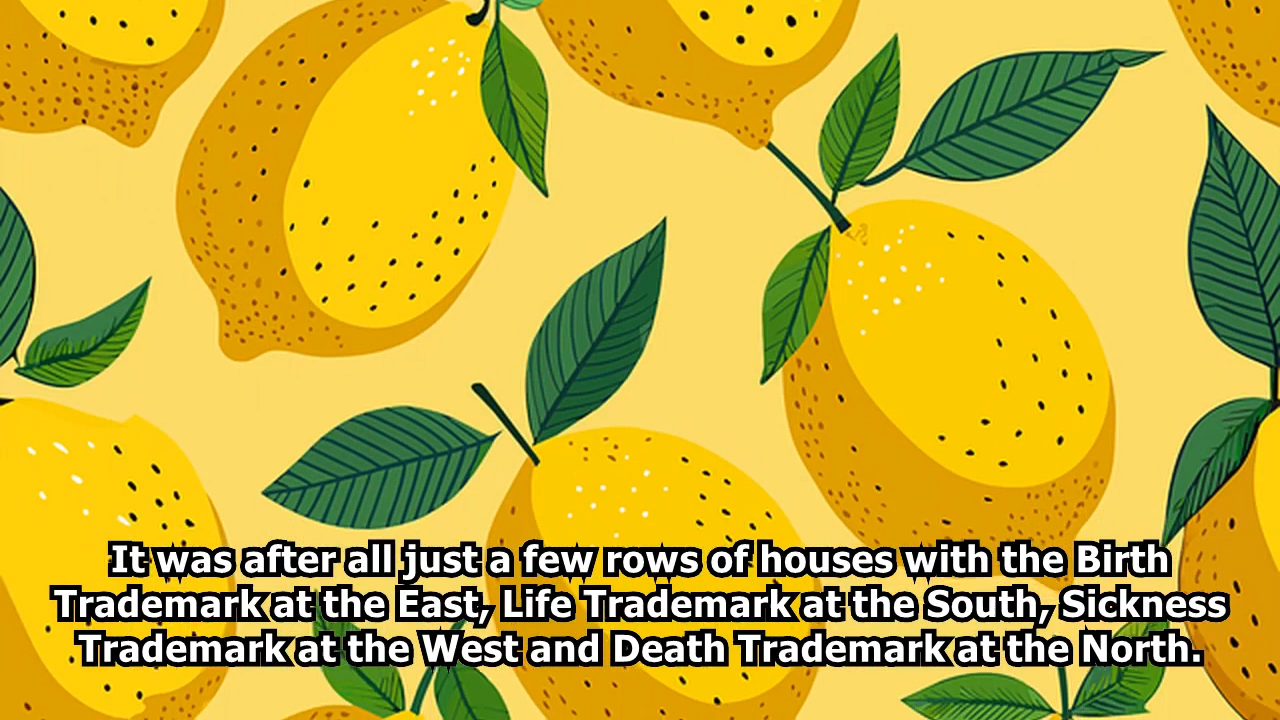 It was after all just a few rows of houses with the Birth
Trademark at the East, Life Trademark at the South, Sickness
Trademark at the West and Death Trademark at the North.